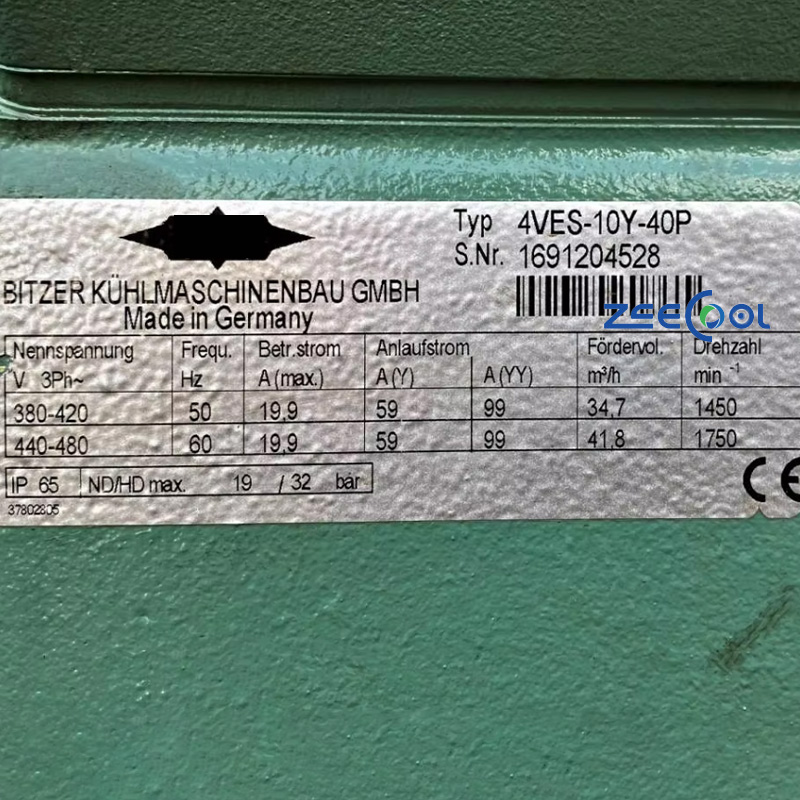 Typ 4VES-10Y-40P
S.Nr. 1691204528
BITZER KÜHLMASCHINENBAU GMBH
Made in Germany
ZEECOOL
Nennspannung Frequ. Betr.strom Anlaufstrom Fördervol. Drehzahl
V 3Ph~ Hz A (max.) A (Y) A (YY) m³/h min -1
380-420 50 19,9 59 99 34,7 1450
440-480 60 19,9 59 99 41,8 1750
IP 65 ND/HD max. 19 / 32 bar
37802805
CE